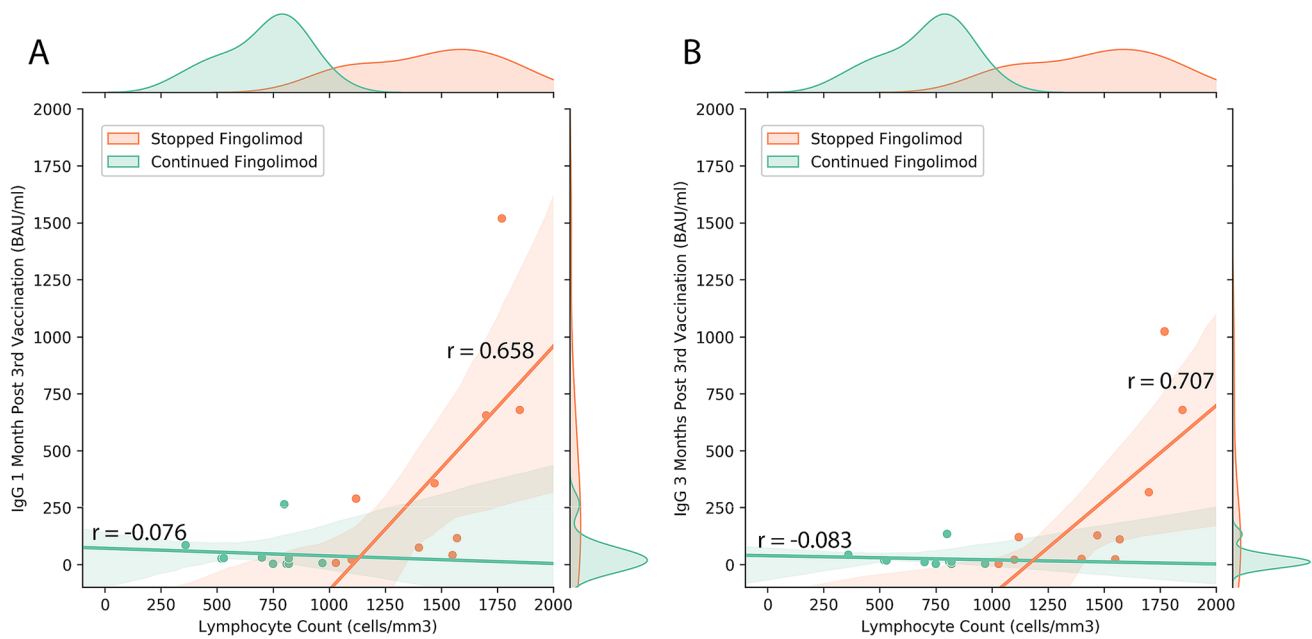 A
2000
1750
1500
1250
1000
750
500
250
0
IgG 1 Month Post 3rd Vaccination (BAU/ml)
Stopped Fingolimod
Continued Fingolimod
r = 0.658
r = -0.076
0 250 500 750 1000 1250 1500 1750 2000
Lymphocyte Count (cells/mm3)
B
2000
1750
1500
1250
1000
750
500
250
0
IgG 3 Months Post 3rd Vaccination (BAU/ml)
Stopped Fingolimod
Continued Fingolimod
r = 0.707
r = -0.083
0 250 500 750 1000 1250 1500 1750 2000
Lymphocyte Count (cells/mm3)